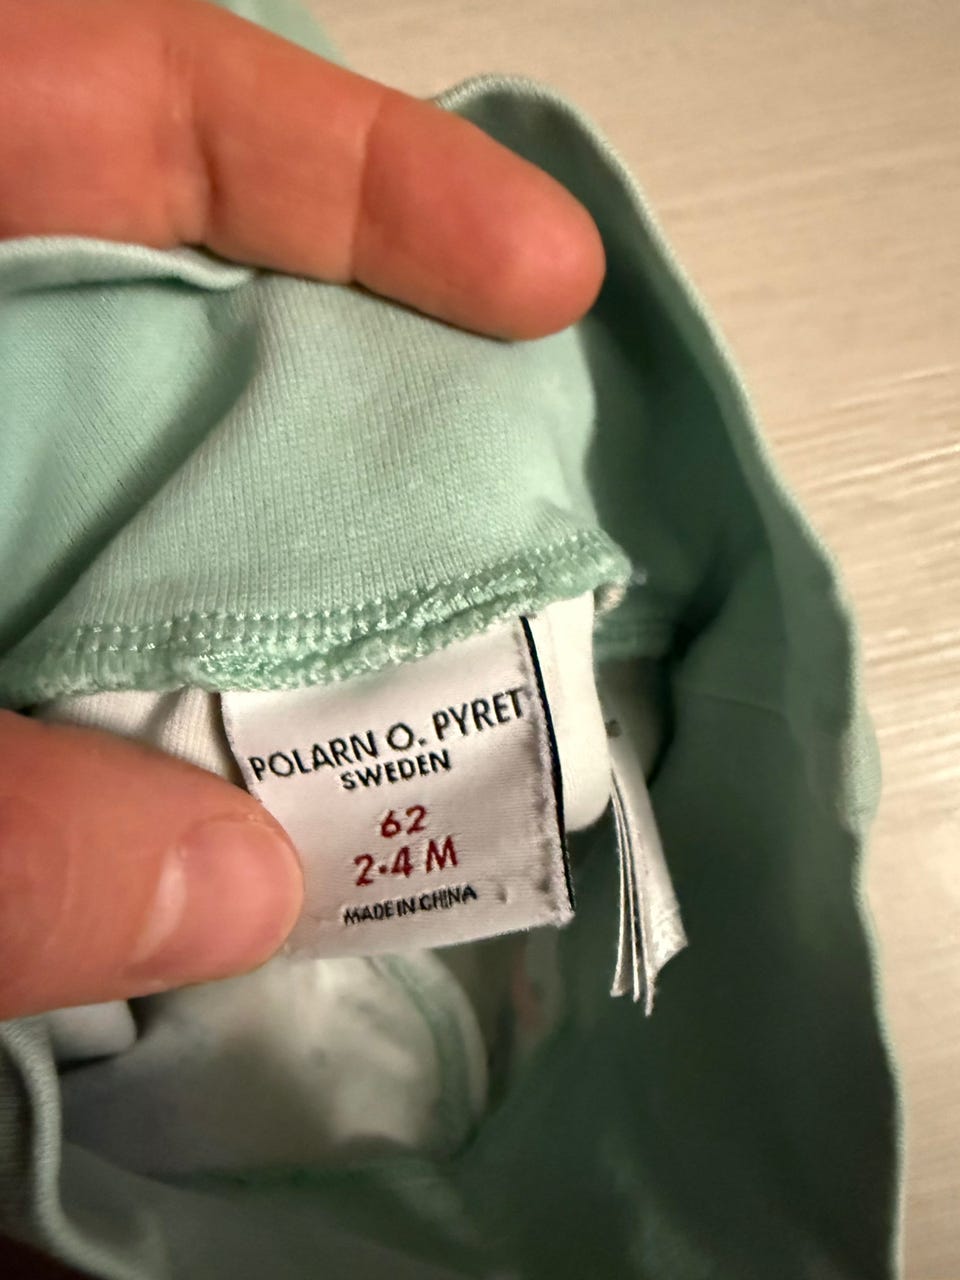 POLARN O. PYRET
SWEDEN
62
2-4 M
MADE IN CHINA